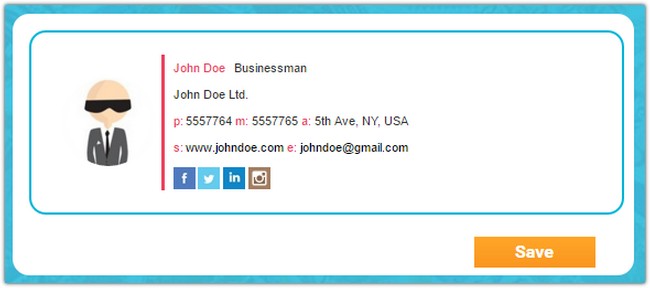 John Doe Businessman
John Doe Ltd.
p: 5557764 m: 5557765 a: 5th Ave, NY, USA
s: www.johndoe.com e: johndoe@gmail.com
f in
Save